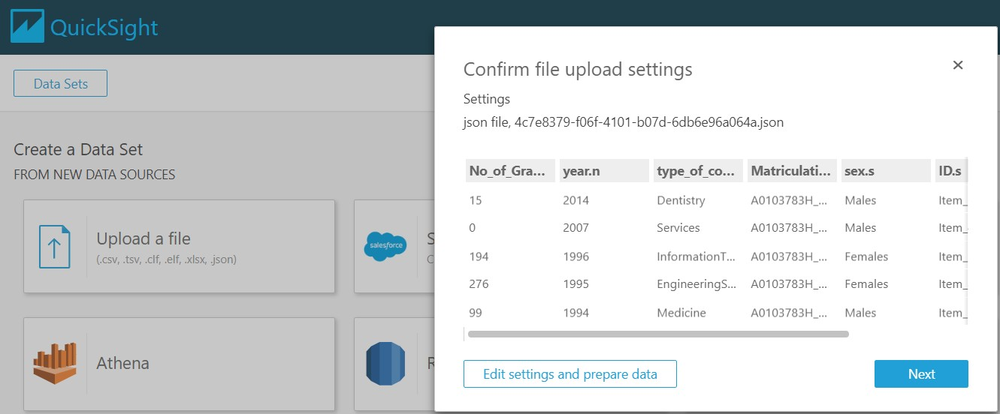 QuickSight
Data Sets
Create a Data Set
FROM NEW DATA SOURCES
Upload a file
(.csv, .tsv, .clf, .elf, .xlsx, .json)
salesforce
S
C
Athena
R
Confirm file upload settings
Settings
json file, 4c7e8379-f06f-4101-b07d-6db6e96a064a.json
No_of_Gra... year.n type_of_co... Matriculati... sex.s ID.s
15 2014 Dentistry A0103783H_... Males Item_
0 2007 Services A0103783H_... Males Item_
194 1996 InformationT... A0103783H_... Females Item_
276 1995 EngineeringS... A0103783H_... Females Item_
99 1994 Medicine A0103783H_... Males Item_
Edit settings and prepare data
Next